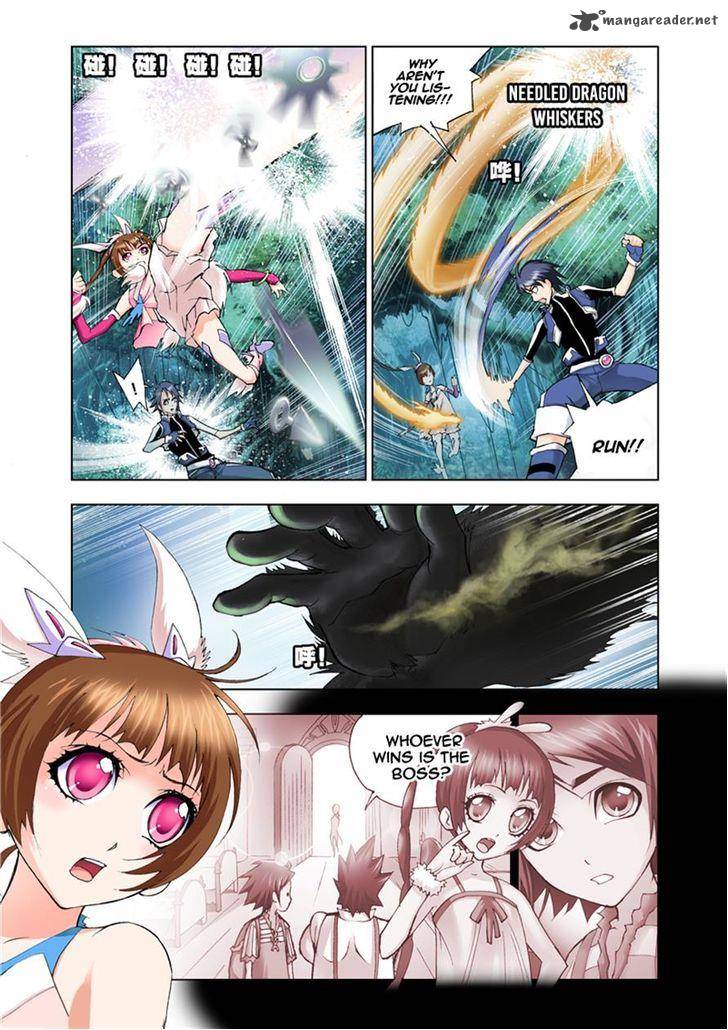 mangareader.net
碰! 碰! 碰! 碰!
!
WHY
AREN'T
YOU LIS-
TENING!!!
NEEDLED DRAGON
WHISKERS
哗!
RUN!!
呼!
WHOEVER
WINS IS THE
BOSS?